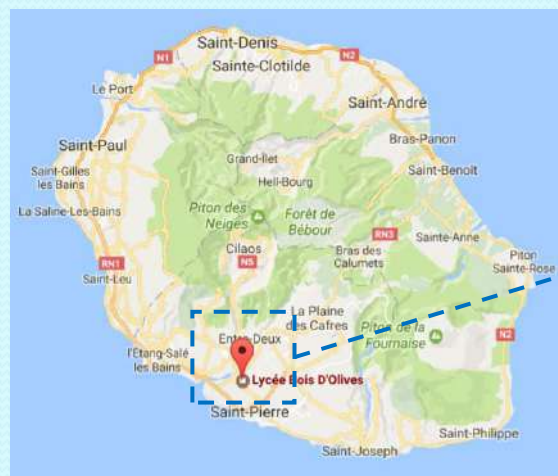 Saint-Denis
N1
N2
Sainte-Clotilde
Le Port
Saint-André
Bras-Panon
Saint-Paul
Grand-Îlet
Saint-Gilles
les Bains
Saint-Benoît
Hell-Bourg
Piton des
Neiges
Forêt de
Bébour
La Saline-Les-Bains
RN3
Sainte-Anne
Cilaos
Bras des
Calumets
Piton
Sainte-Rose
RN1
N5
Saint-Leu
La Plaine
des Cafres
Entre-Deux
Piton de la
Fournaise
N2
l'Étang-Salé
les Bains
Lycée Bois D'Olives
Saint-Pierre
Saint-Philippe
Saint-Joseph